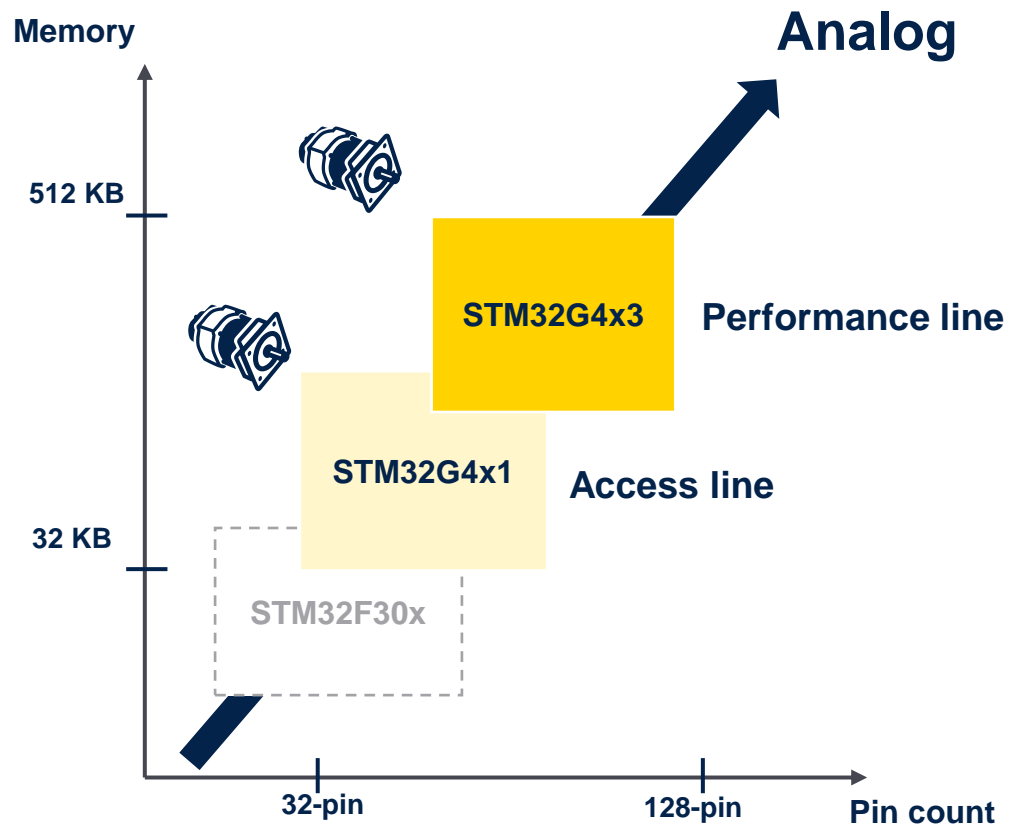 Memory
Analog
512 KB
STM32G4x3
Performance line
STM32G4x1
Access line
32 KB
STM32F30x
32-pin
128-pin
Pin count